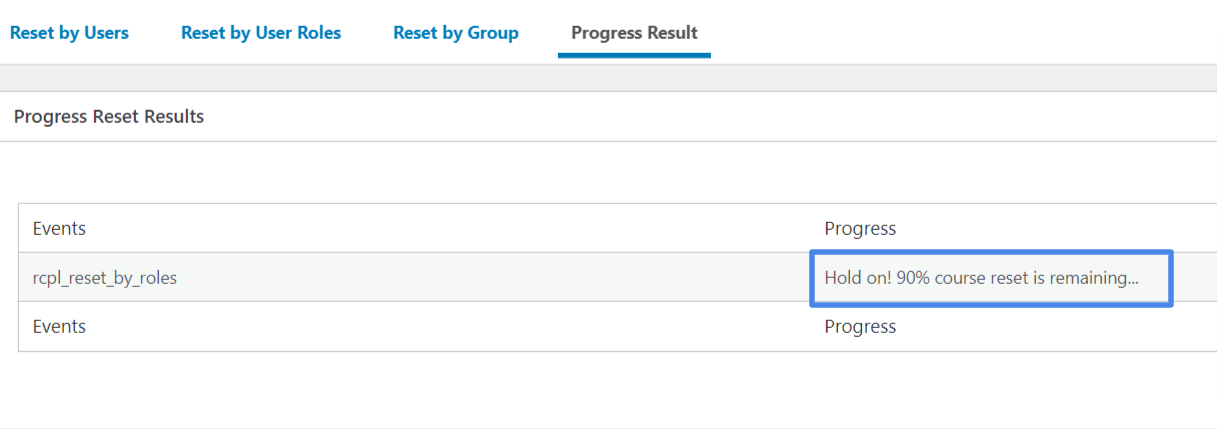 Reset by Users Reset by User Roles Reset by Group Progress Result
Progress Reset Results
Events Progress
rcpl_reset_by_roles Hold on! 90% course reset is remaining...
Events Progress